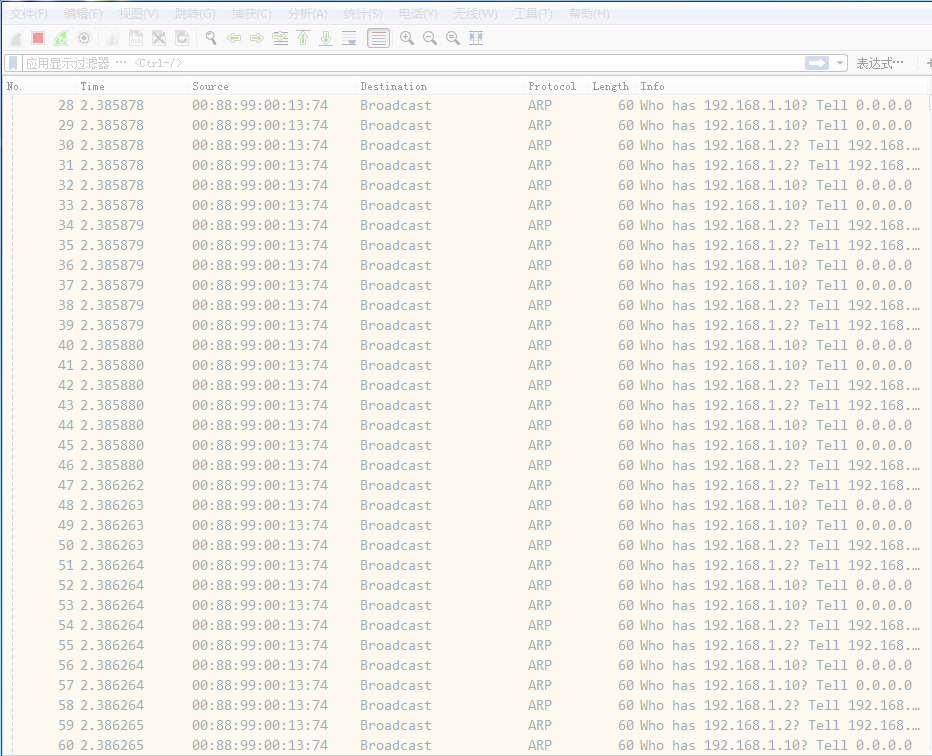 文件(F) 编辑(E) 视图(V) 跳转(G) 捕获(C) 分析(A) 统计(S) 电话(Y) 无线(W) 工具(T) 帮助(H)
应用显示过滤器 … <Ctrl-/> 表达式…
No. Time Source Destination Protocol Length Info
28 2.385878 00:88:99:00:13:74 Broadcast ARP 60 Who has 192.168.1.10? Tell 0.0.0.0
29 2.385878 00:88:99:00:13:74 Broadcast ARP 60 Who has 192.168.1.10? Tell 0.0.0.0
30 2.385878 00:88:99:00:13:74 Broadcast ARP 60 Who has 192.168.1.2? Tell 192.168.…
31 2.385878 00:88:99:00:13:74 Broadcast ARP 60 Who has 192.168.1.2? Tell 192.168.…
32 2.385878 00:88:99:00:13:74 Broadcast ARP 60 Who has 192.168.1.10? Tell 0.0.0.0
33 2.385878 00:88:99:00:13:74 Broadcast ARP 60 Who has 192.168.1.10? Tell 0.0.0.0
34 2.385879 00:88:99:00:13:74 Broadcast ARP 60 Who has 192.168.1.2? Tell 192.168.…
35 2.385879 00:88:99:00:13:74 Broadcast ARP 60 Who has 192.168.1.2? Tell 192.168.…
36 2.385879 00:88:99:00:13:74 Broadcast ARP 60 Who has 192.168.1.10? Tell 0.0.0.0
37 2.385879 00:88:99:00:13:74 Broadcast ARP 60 Who has 192.168.1.10? Tell 0.0.0.0
38 2.385879 00:88:99:00:13:74 Broadcast ARP 60 Who has 192.168.1.2? Tell 192.168.…
39 2.385879 00:88:99:00:13:74 Broadcast ARP 60 Who has 192.168.1.2? Tell 192.168.…
40 2.385880 00:88:99:00:13:74 Broadcast ARP 60 Who has 192.168.1.10? Tell 0.0.0.0
41 2.385880 00:88:99:00:13:74 Broadcast ARP 60 Who has 192.168.1.10? Tell 0.0.0.0
42 2.385880 00:88:99:00:13:74 Broadcast ARP 60 Who has 192.168.1.2? Tell 192.168.…
43 2.385880 00:88:99:00:13:74 Broadcast ARP 60 Who has 192.168.1.2? Tell 192.168.…
44 2.385880 00:88:99:00:13:74 Broadcast ARP 60 Who has 192.168.1.10? Tell 0.0.0.0
45 2.385880 00:88:99:00:13:74 Broadcast ARP 60 Who has 192.168.1.10? Tell 0.0.0.0
46 2.385880 00:88:99:00:13:74 Broadcast ARP 60 Who has 192.168.1.2? Tell 192.168.…
47 2.386262 00:88:99:00:13:74 Broadcast ARP 60 Who has 192.168.1.2? Tell 192.168.…
48 2.386263 00:88:99:00:13:74 Broadcast ARP 60 Who has 192.168.1.10? Tell 0.0.0.0
49 2.386263 00:88:99:00:13:74 Broadcast ARP 60 Who has 192.168.1.10? Tell 0.0.0.0
50 2.386263 00:88:99:00:13:74 Broadcast ARP 60 Who has 192.168.1.2? Tell 192.168.…
51 2.386264 00:88:99:00:13:74 Broadcast ARP 60 Who has 192.168.1.2? Tell 192.168.…
52 2.386264 00:88:99:00:13:74 Broadcast ARP 60 Who has 192.168.1.10? Tell 0.0.0.0
53 2.386264 00:88:99:00:13:74 Broadcast ARP 60 Who has 192.168.1.10? Tell 0.0.0.0
54 2.386264 00:88:99:00:13:74 Broadcast ARP 60 Who has 192.168.1.2? Tell 192.168.…
55 2.386264 00:88:99:00:13:74 Broadcast ARP 60 Who has 192.168.1.2? Tell 192.168.…
56 2.386264 00:88:99:00:13:74 Broadcast ARP 60 Who has 192.168.1.10? Tell 0.0.0.0
57 2.386264 00:88:99:00:13:74 Broadcast ARP 60 Who has 192.168.1.10? Tell 0.0.0.0
58 2.386264 00:88:99:00:13:74 Broadcast ARP 60 Who has 192.168.1.2? Tell 192.168.…
59 2.386265 00:88:99:00:13:74 Broadcast ARP 60 Who has 192.168.1.2? Tell 192.168.…
60 2.386265 00:88:99:00:13:74 Broadcast ARP 60 Who has 192.168.1.10? Tell 0.0.0.0